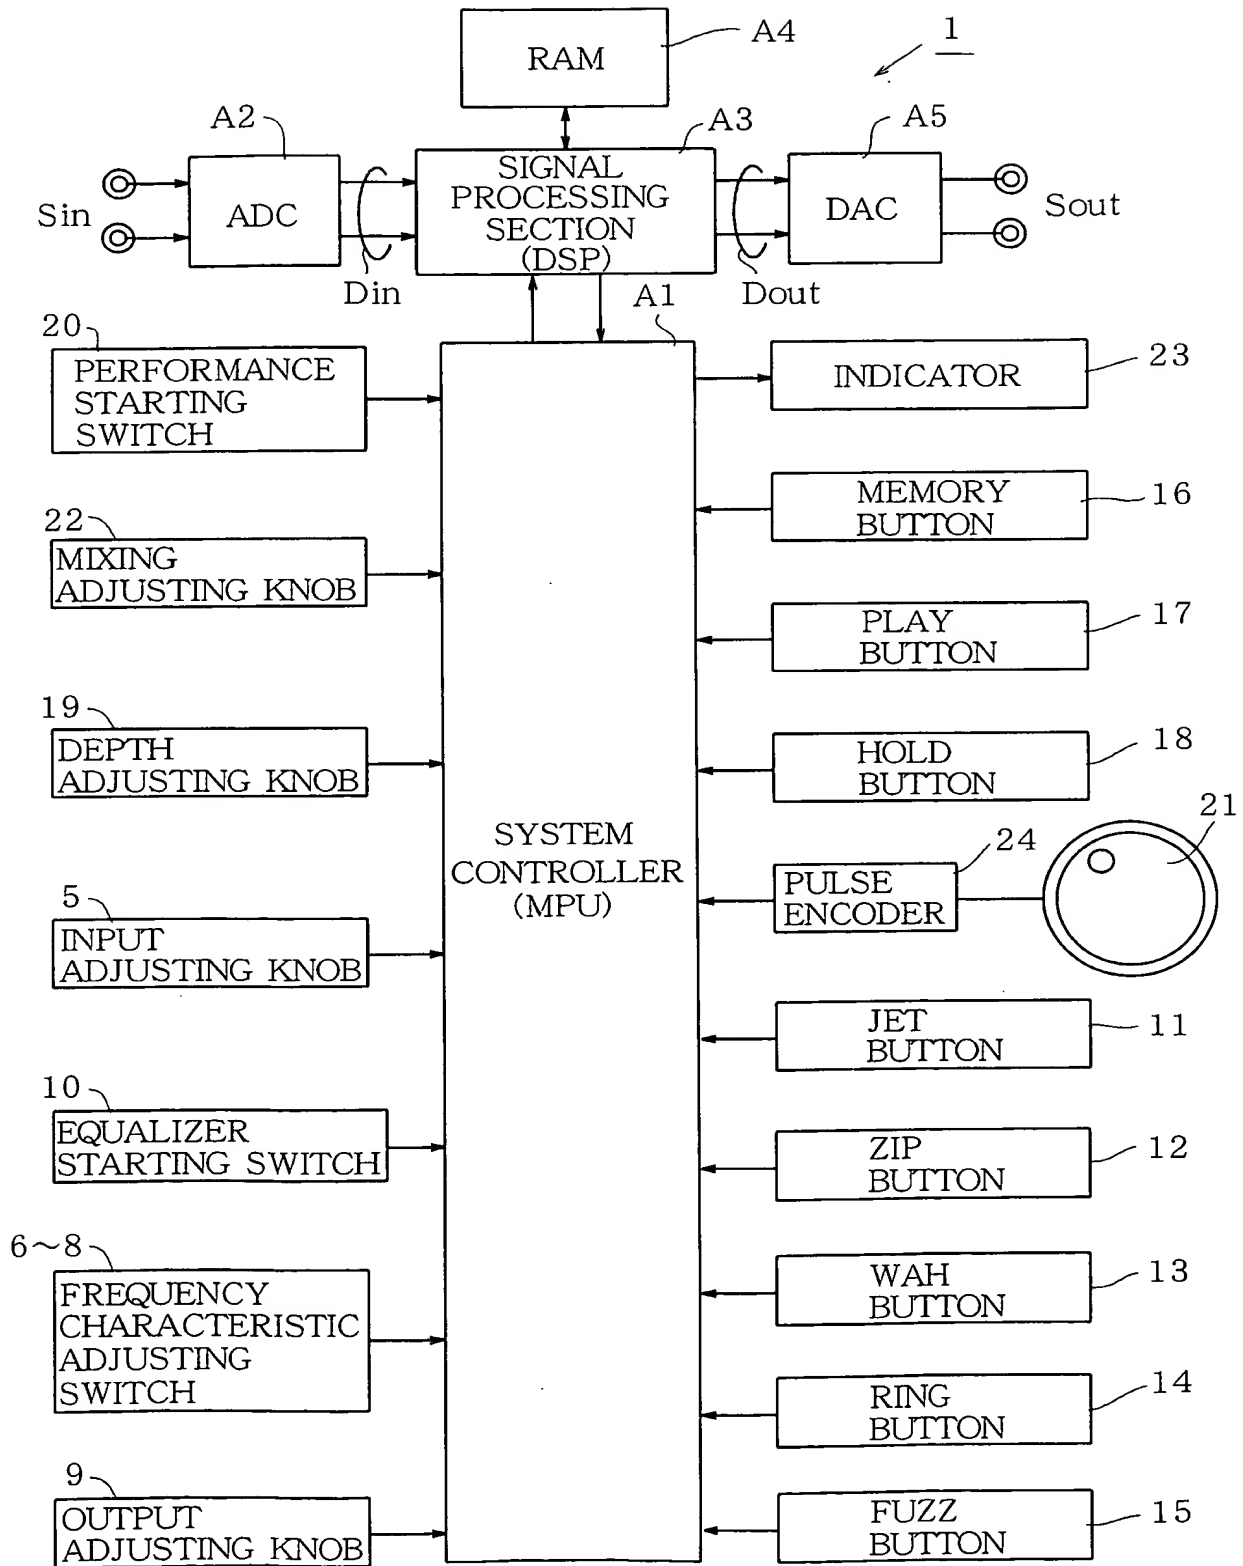 1
A4
RAM
A2
A3
A5
Sin
ADC
SIGNAL
PROCESSING
SECTION
(DSP)
DAC
Sout
Din
Dout
A1
20
PERFORMANCE
STARTING
SWITCH
22
MIXING
ADJUSTING KNOB
19
DEPTH
ADJUSTING KNOB
5
INPUT
ADJUSTING KNOB
10
EQUALIZER
STARTING SWITCH
6~8
FREQUENCY
CHARACTERISTIC
ADJUSTING
SWITCH
9
OUTPUT
ADJUSTING KNOB
SYSTEM
CONTROLLER
(MPU)
INDICATOR
23
MEMORY
BUTTON
16
PLAY
BUTTON
17
HOLD
BUTTON
18
PULSE
ENCODER
24
21
JET
BUTTON
11
ZIP
BUTTON
12
WAH
BUTTON
13
RING
BUTTON
14
FUZZ
BUTTON
15